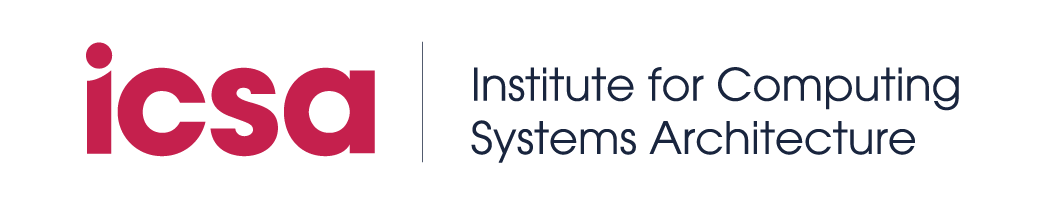 icsa
Institute for Computing
Systems Architecture